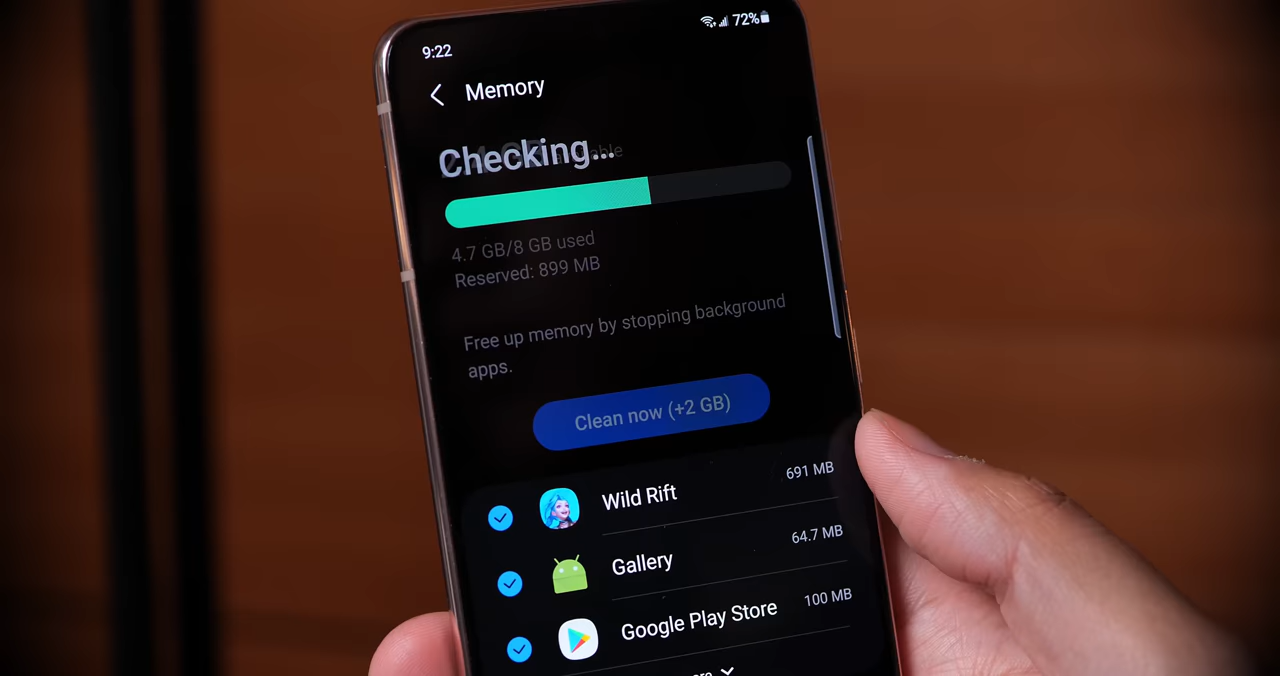 9:22
72%
Memory
Checking...
4.7 GB/8 GB used
Reserved: 899 MB
Free up memory by stopping background
apps.
Clean now (+2 GB)
Wild Rift
691 MB
Gallery
64.7 MB
Google Play Store
100 MB